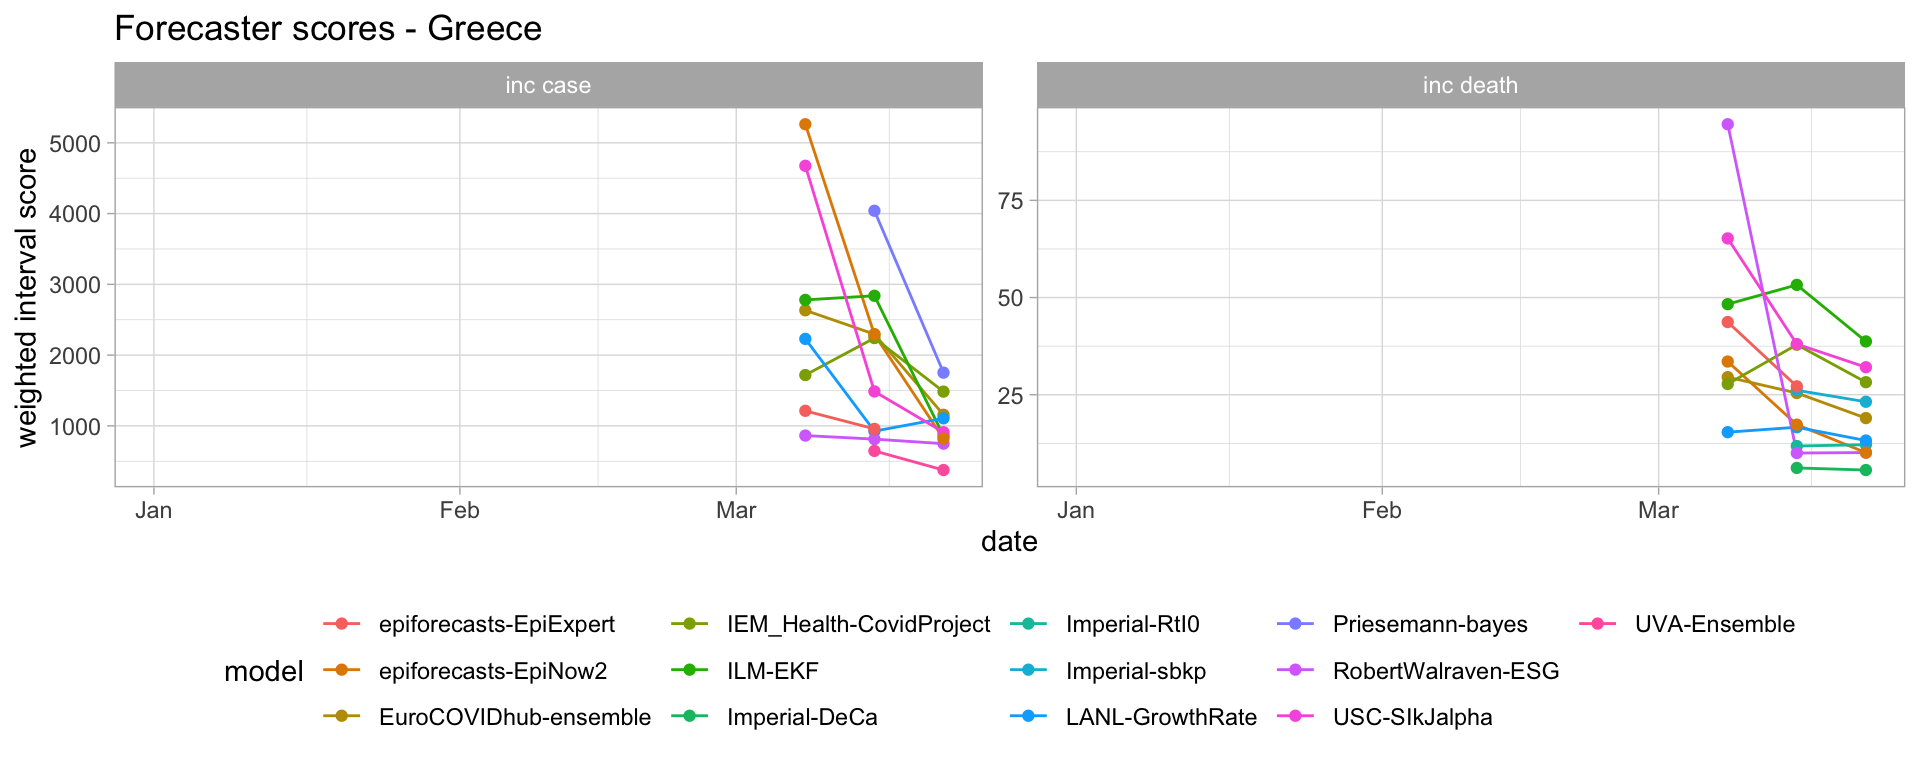 Forecaster scores - Greece
inc case
inc death
weighted interval score
5000
4000
3000
2000
1000
75
50
25
Jan Feb Mar
Jan Feb Mar
date
model
epiforecasts-EpiExpert
epiforecasts-EpiNow2
EuroCOVIDhub-ensemble
IEM_Health-CovidProject
ILM-EKF
Imperial-DeCa
Imperial-RtI0
Imperial-sbkp
LANL-GrowthRate
Priesemann-bayes
RobertWalraven-ESG
USC-SIkJalpha
UVA-Ensemble